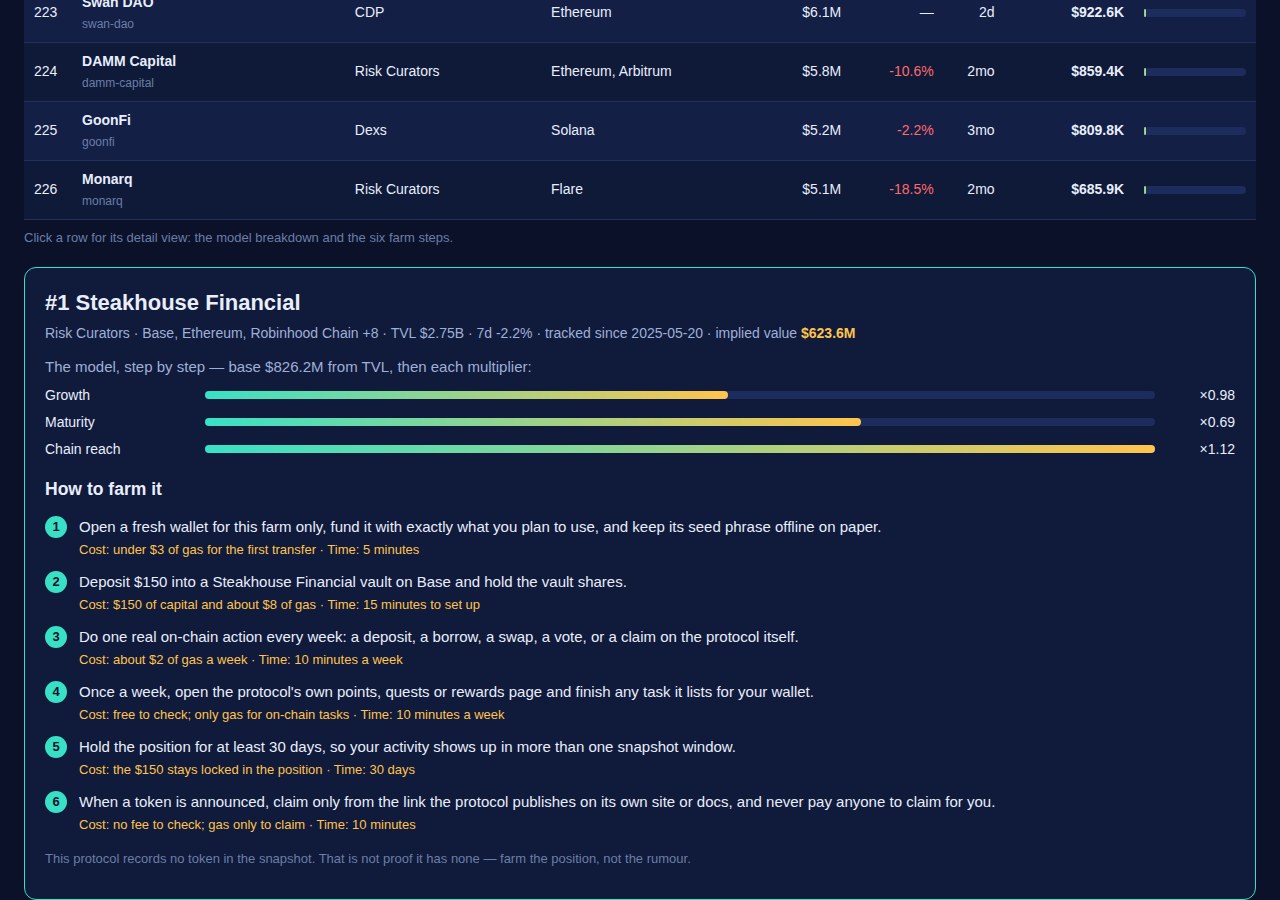 223 Swan DAO CDP Ethereum $6.1M — 2d $922.6K
swan-dao
224 DAMM Capital Risk Curators Ethereum, Arbitrum $5.8M -10.6% 2mo $859.4K
damm-capital
225 GoonFi Dexs Solana $5.2M -2.2% 3mo $809.8K
goonfi
226 Monarq Risk Curators Flare $5.1M -18.5% 2mo $685.9K
monarq
Click a row for its detail view: the model breakdown and the six farm steps.
#1 Steakhouse Financial
Risk Curators · Base, Ethereum, Robinhood Chain +8 · TVL $2.75B · 7d -2.2% · tracked since 2025-05-20 · implied value $623.6M
The model, step by step — base $826.2M from TVL, then each multiplier:
Growth ×0.98
Maturity ×0.69
Chain reach ×1.12
How to farm it
1 Open a fresh wallet for this farm only, fund it with exactly what you plan to use, and keep its seed phrase offline on paper.
Cost: under $3 of gas for the first transfer · Time: 5 minutes
2 Deposit $150 into a Steakhouse Financial vault on Base and hold the vault shares.
Cost: $150 of capital and about $8 of gas · Time: 15 minutes to set up
3 Do one real on-chain action every week: a deposit, a borrow, a swap, a vote, or a claim on the protocol itself.
Cost: about $2 of gas a week · Time: 10 minutes a week
4 Once a week, open the protocol's own points, quests or rewards page and finish any task it lists for your wallet.
Cost: free to check; only gas for on-chain tasks · Time: 10 minutes a week
5 Hold the position for at least 30 days, so your activity shows up in more than one snapshot window.
Cost: the $150 stays locked in the position · Time: 30 days
6 When a token is announced, claim only from the link the protocol publishes on its own site or docs, and never pay anyone to claim for you.
Cost: no fee to check; gas only to claim · Time: 10 minutes
This protocol records no token in the snapshot. That is not proof it has none — farm the position, not the rumour.